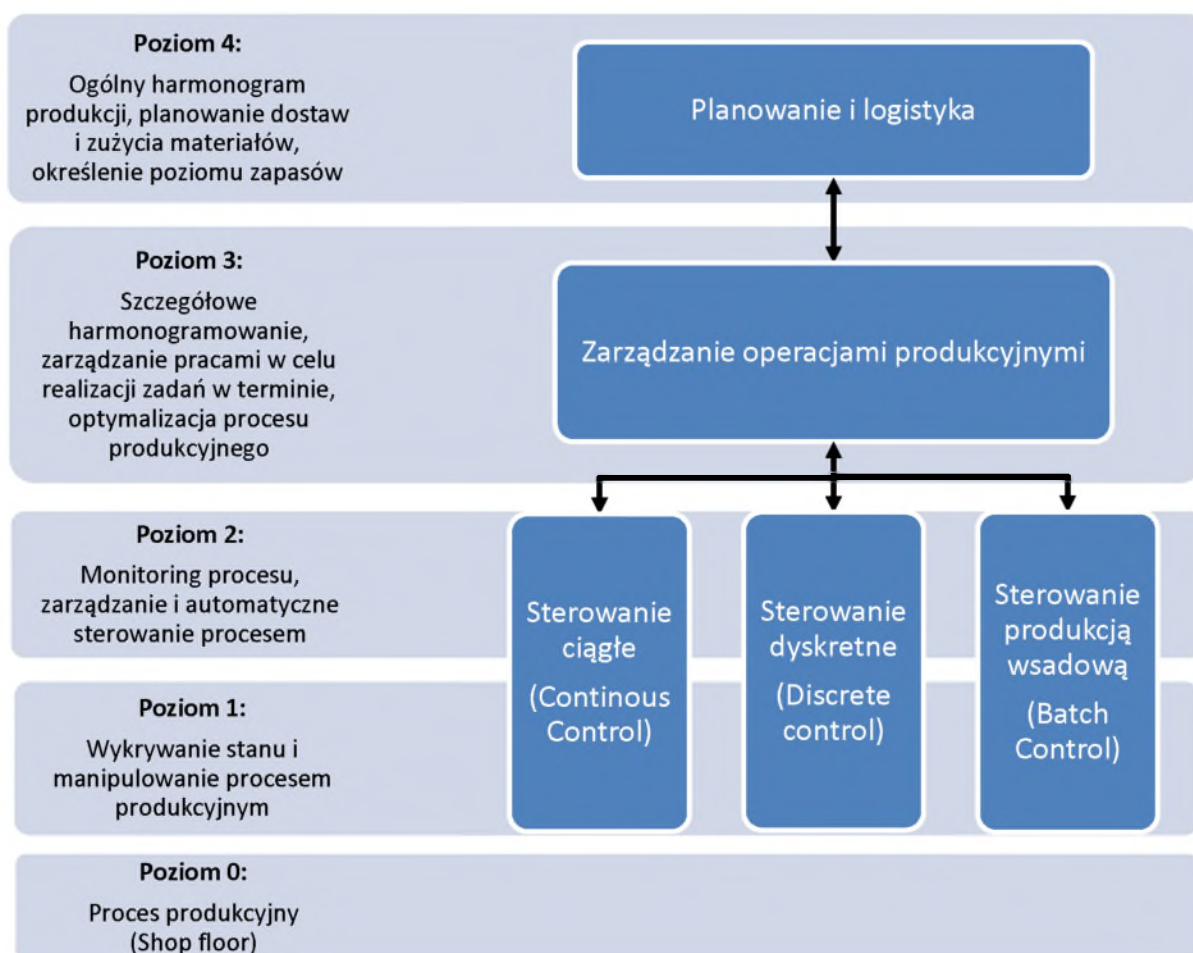 Poziom 4:
Ogólny harmonogram
produkcji, planowanie dostaw
i zużycia materiałów,
określenie poziomu zapasów
Planowanie i logistyka
Poziom 3:
Szczegółowe
harmonogramowanie,
zarządzanie pracami w celu
realizacji zadań w terminie,
optymalizacja procesu
produkcyjnego
Zarządzanie operacjami produkcyjnymi
Poziom 2:
Monitoring procesu,
zarządzanie i automatyczne
sterowanie procesem
Poziom 1:
Wykrywanie stanu i
manipulowanie procesem
produkcyjnym
Sterowanie
ciągłe
(Continous
Control)
Sterowanie
dyskretne
(Discrete
control)
Sterowanie
produkcją
wsadową
(Batch
Control)
Poziom 0:
Proces produkcyjny
(Shop floor)